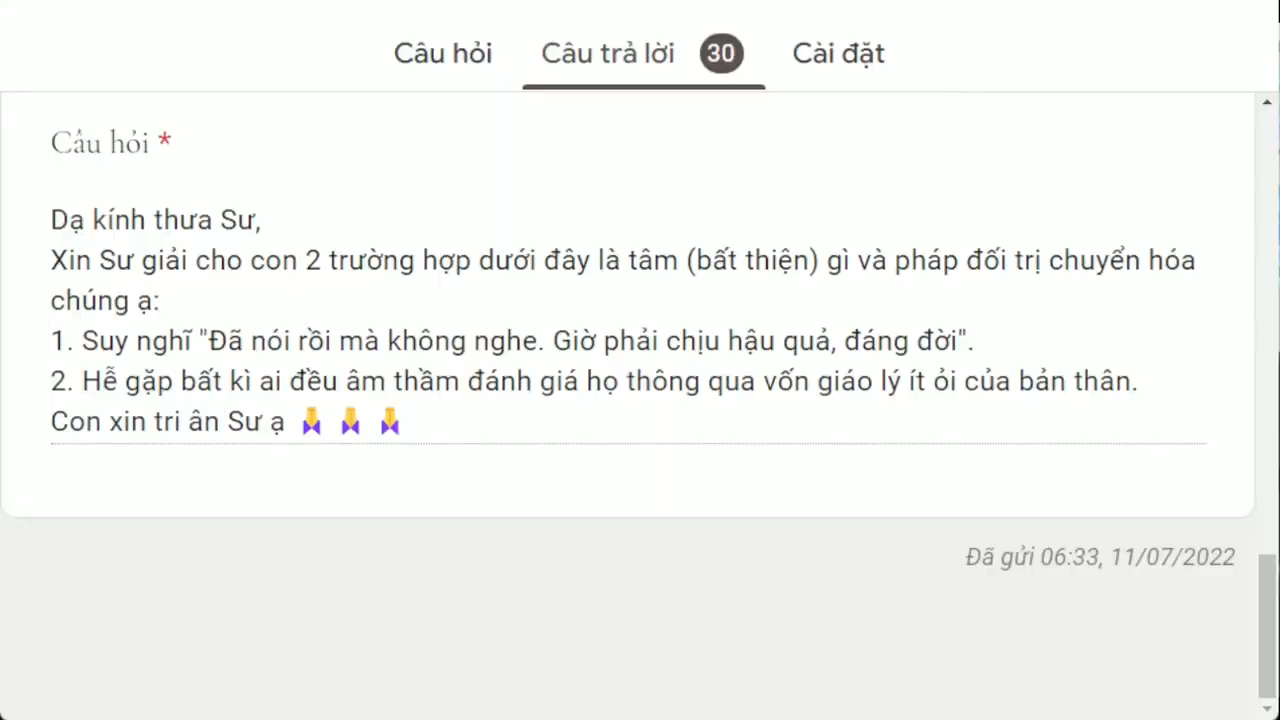 Câu hỏi Câu trả lời 30 Cài đặt
Câu hỏi *
Dạ kính thưa Sư,
Xin Sư giải cho con 2 trường hợp dưới đây là tâm (bất thiện) gì và pháp đối trị chuyển hóa
chúng ạ:
1. Suy nghĩ "Đã nói rồi mà không nghe. Giờ phải chịu hậu quả, đáng đời".
2. Hễ gặp bất kì ai đều âm thầm đánh giá họ thông qua vốn giáo lý ít ỏi của bản thân.
Con xin tri ân Sư ạ
Đã gửi 06:33, 11/07/2022